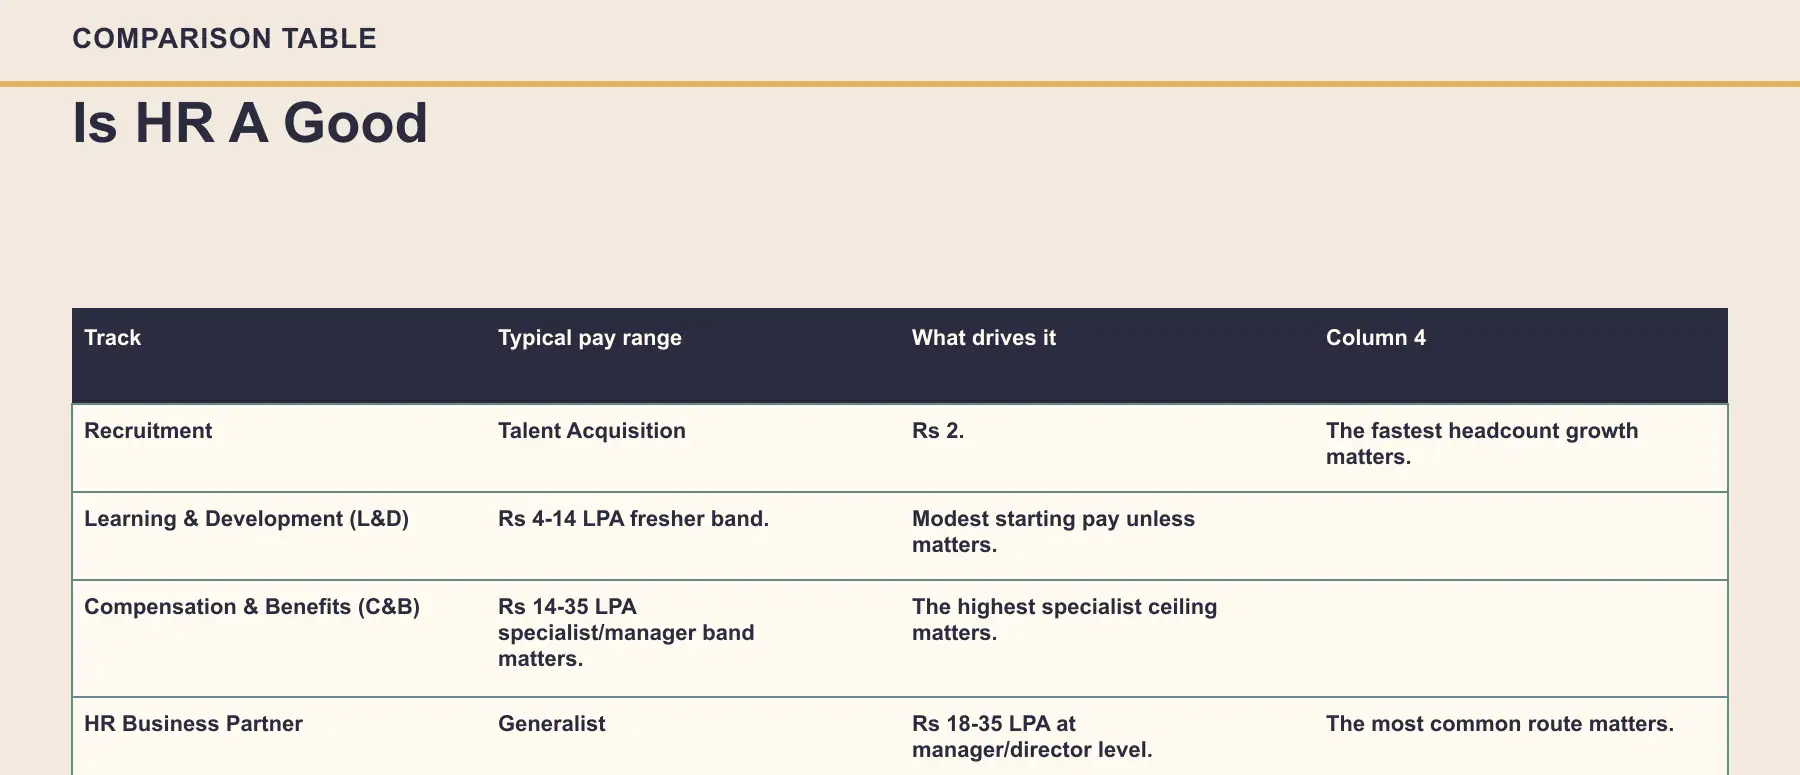 COMPARISON TABLE
Is HR A Good
Track
Typical pay range
What drives it
Column 4
Recruitment
Talent Acquisition
Rs 2.
The fastest headcount growth
matters.
Learning & Development (L&D)
Rs 4-14 LPA fresher band.
Modest starting pay unless
matters.
Compensation & Benefits (C&B)
Rs 14-35 LPA
specialist/manager band
matters.
The highest specialist ceiling
matters.
HR Business Partner
Generalist
Rs 18-35 LPA at
manager/director level.
The most common route matters.